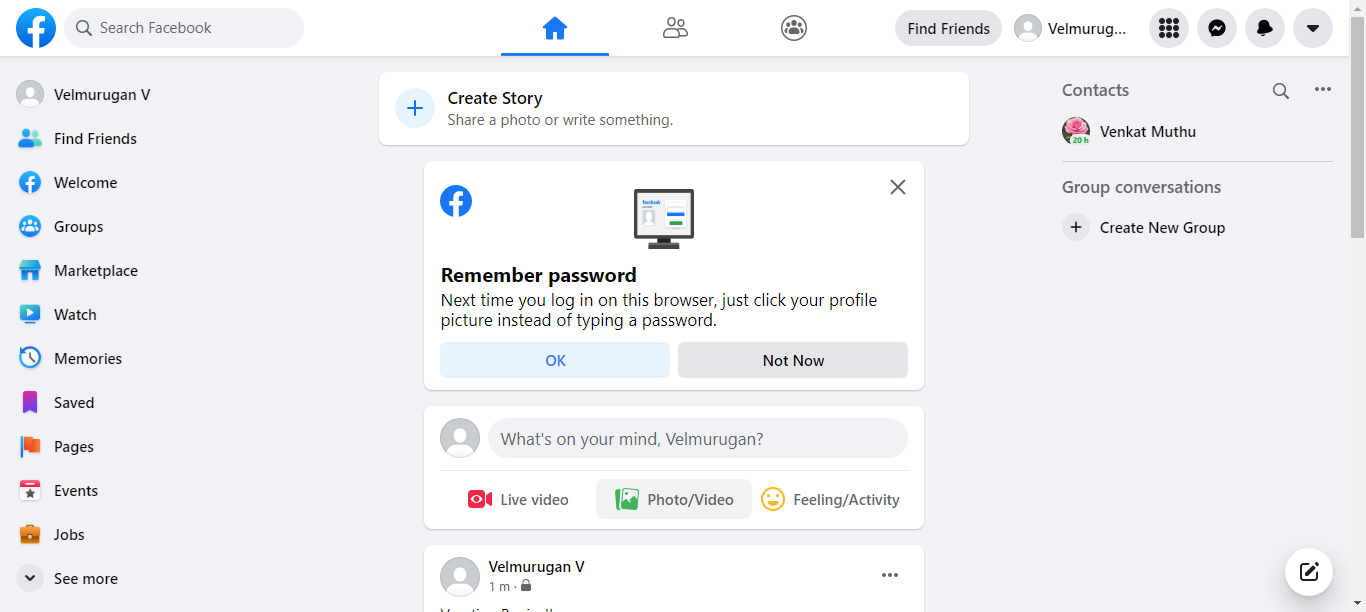 Search Facebook
Find Friends
Velmurug...
Velmurugan V
Find Friends
Welcome
Groups
Marketplace
Watch
Memories
Saved
Pages
Events
Jobs
See more
Create Story
Share a photo or write something.
facebook
Remember password
Next time you log in on this browser, just click your profile
picture instead of typing a password.
OK
Not Now
What's on your mind, Velmurugan?
Live video
Photo/Video
Feeling/Activity
Velmurugan V
1 m ·
Contacts
Venkat Muthu
20 h
Group conversations
Create New Group